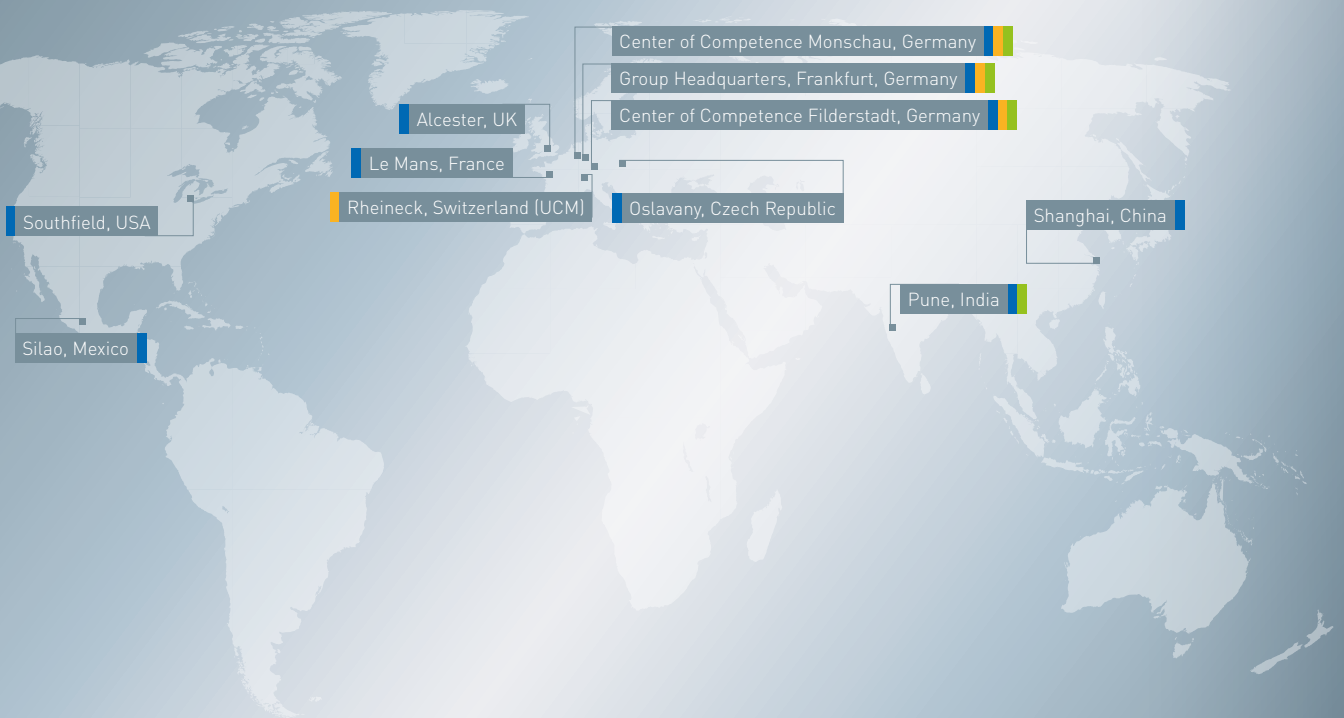 Center of Competence Monschau, Germany
Group Headquarters, Frankfurt, Germany
Center of Competence Filderstadt, Germany
Alcester, UK
Le Mans, France
Rheineck, Switzerland (UCM)
Oslavany, Czech Republic
Southfield, USA
Shanghai, China
Pune, India
Silao, Mexico